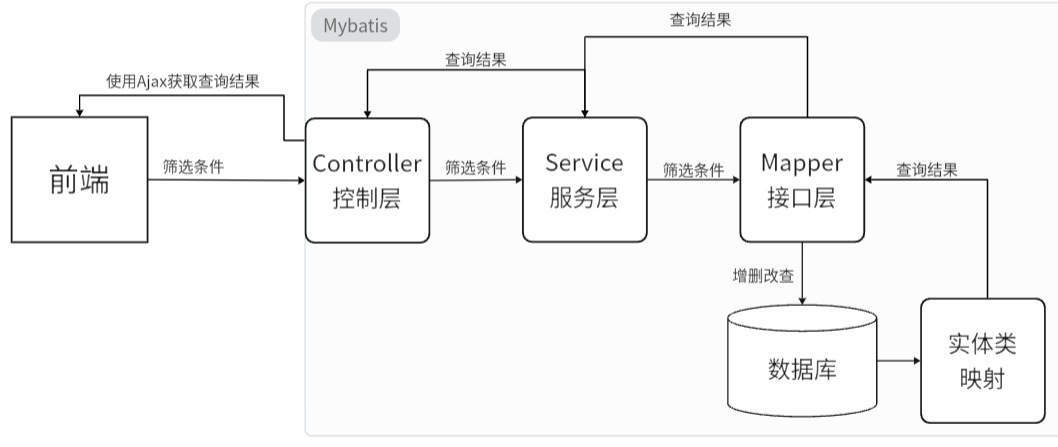 Mybatis
查询结果
查询结果
使用Ajax获取查询结果
前端
筛选条件
Controller
控制层
筛选条件
Service
服务层
筛选条件
Mapper
接口层
查询结果
增删改查
数据库
实体类
映射